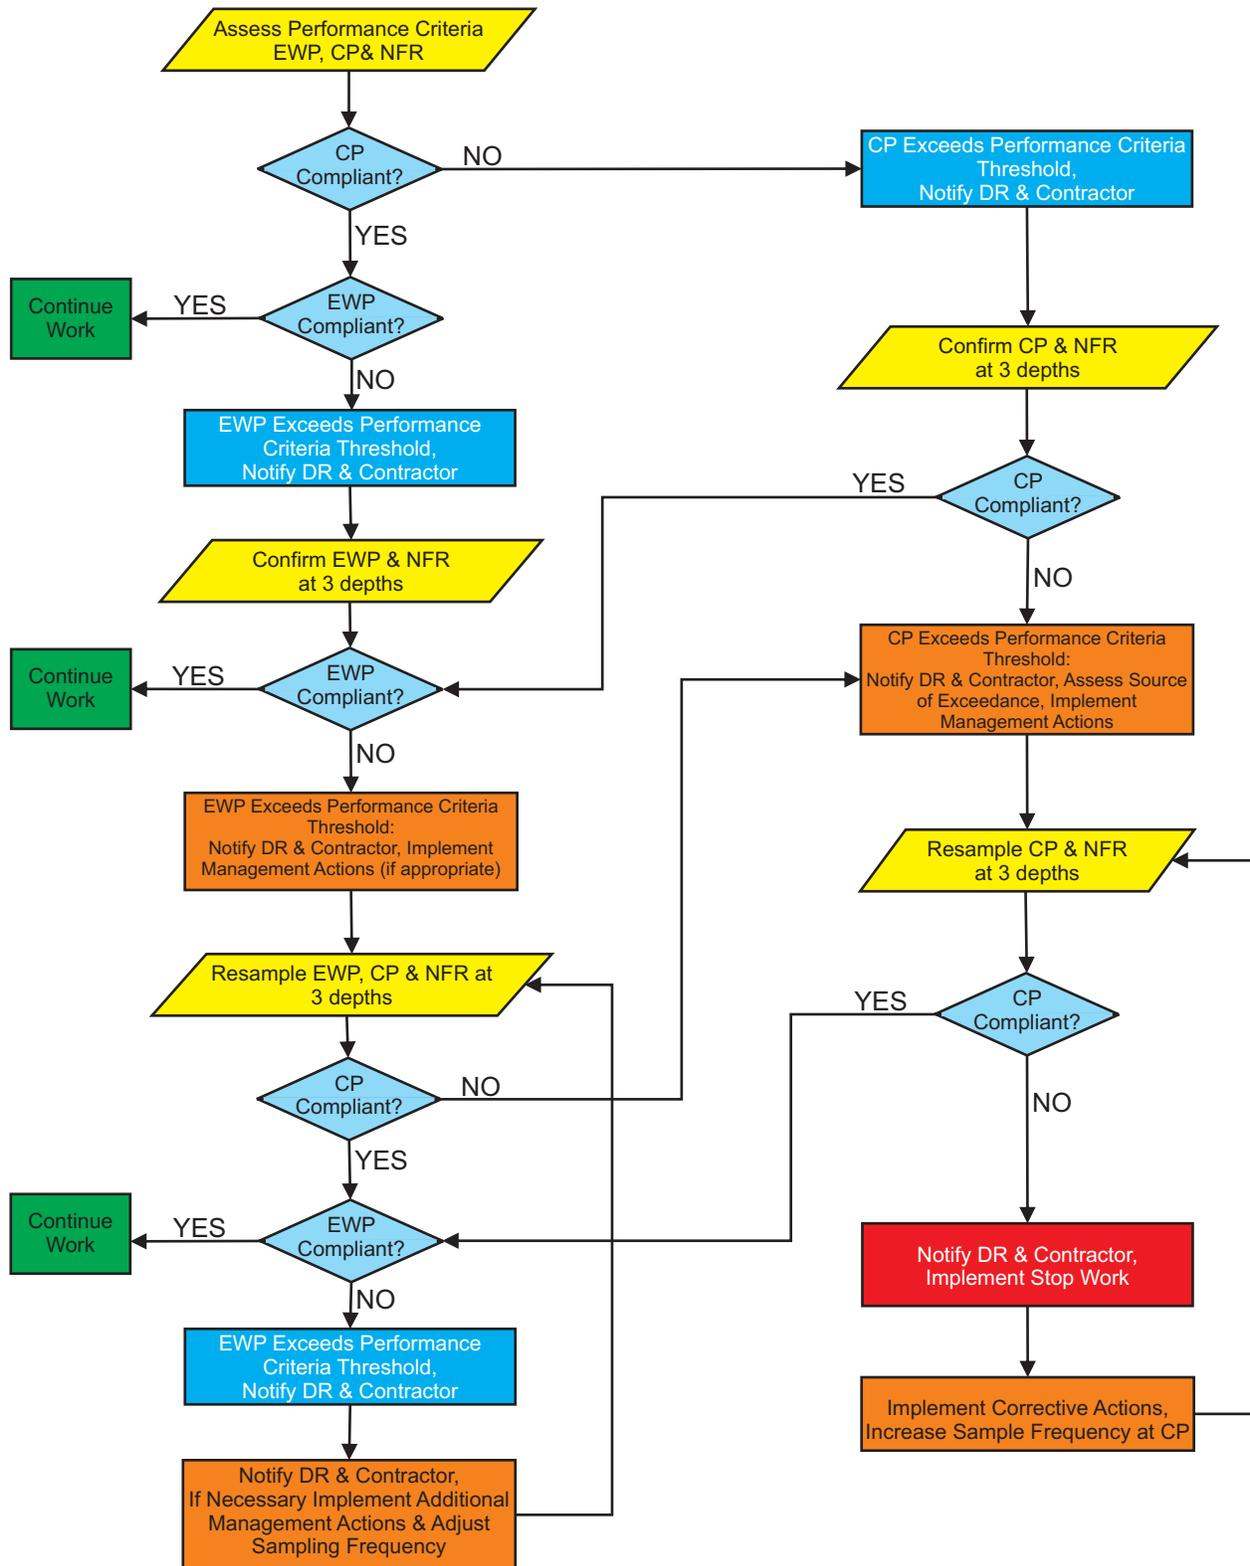 Assess Performance Criteria
EWP, CP& NFR
CP
Compliant?
NO
CP Exceeds Performance Criteria
Threshold,
Notify DR & Contractor
YES
Continue
Work
YES
EWP
Compliant?
NO
EWP Exceeds Performance
Criteria Threshold,
Notify DR & Contractor
Confirm CP & NFR
at 3 depths
YES
CP
Compliant?
NO
Confirm EWP & NFR
at 3 depths
Continue
Work
YES
EWP
Compliant?
NO
CP Exceeds Performance Criteria
Threshold:
Notify DR & Contractor, Assess Source
of Exceedance, Implement
Management Actions
EWP Exceeds Performance Criteria
Threshold:
Notify DR & Contractor, Implement
Management Actions (if appropriate)
Resample CP & NFR
at 3 depths
Resample EWP, CP & NFR at
3 depths
YES
CP
Compliant?
NO
CP
Compliant?
NO
YES
Continue
Work
YES
EWP
Compliant?
NO
Notify DR & Contractor,
Implement Stop Work
EWP Exceeds Performance
Criteria Threshold,
Notify DR & Contractor
Implement Corrective Actions,
Increase Sample Frequency at CP
Notify DR & Contractor,
If Necessary Implement Additional
Management Actions & Adjust
Sampling Frequency